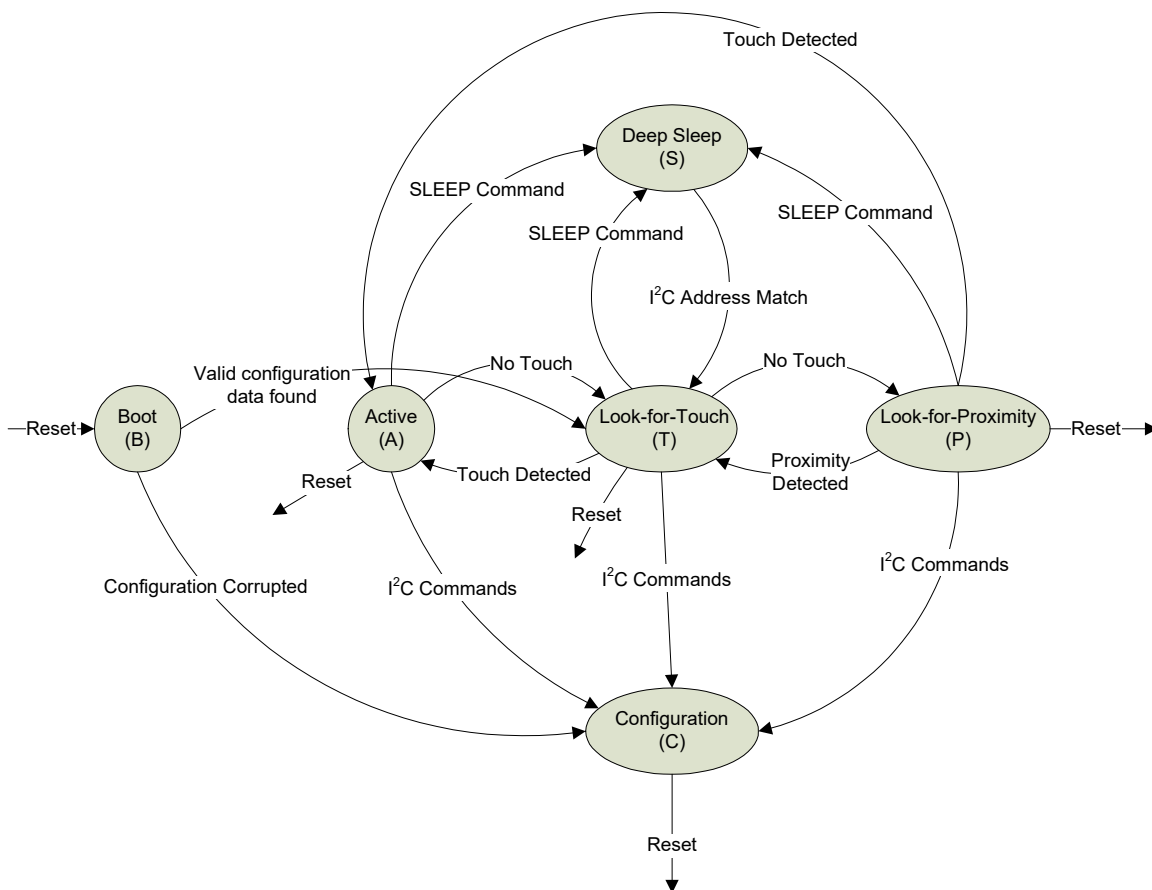 Touch Detected
Deep Sleep
(S)
SLEEP Command
SLEEP Command
SLEEP Command
I²C Address Match
Valid configuration
data found
No Touch
No Touch
Reset
Boot
(B)
Active
(A)
Look-for-Touch
(T)
Look-for-Proximity
(P)
Reset
Reset
Touch Detected
Proximity
Detected
Reset
Configuration Corrupted
I²C Commands
I²C Commands
I²C Commands
Configuration
(C)
Reset